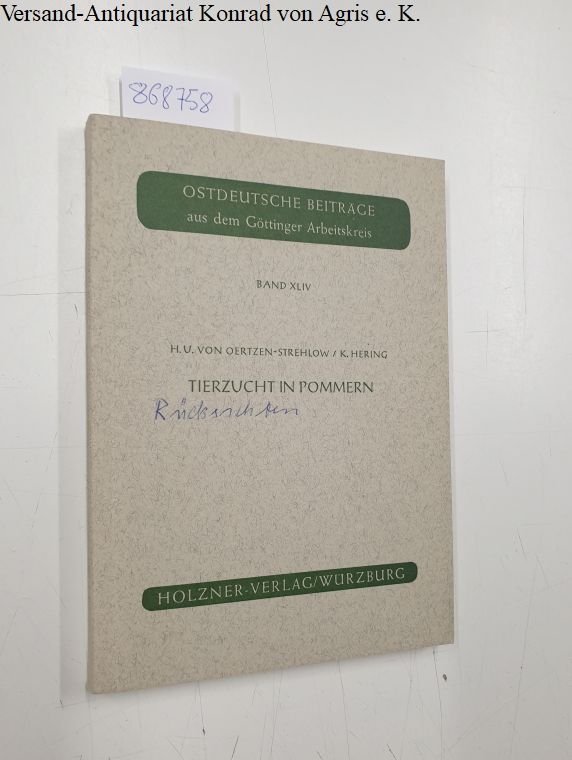 Versand-Antiquariat Konrad von Agris e. K.
868758
OSTDEUTSCHE BEITRÄGE
aus dem Göttinger Arbeitskreis
BAND XLIV
H. U. VON OERTZEN-STREHLOW / K. HERING
TIERZUCHT IN POMMERN
Rücksichten
HOLZNER-VERLAG/WÜRZBURG